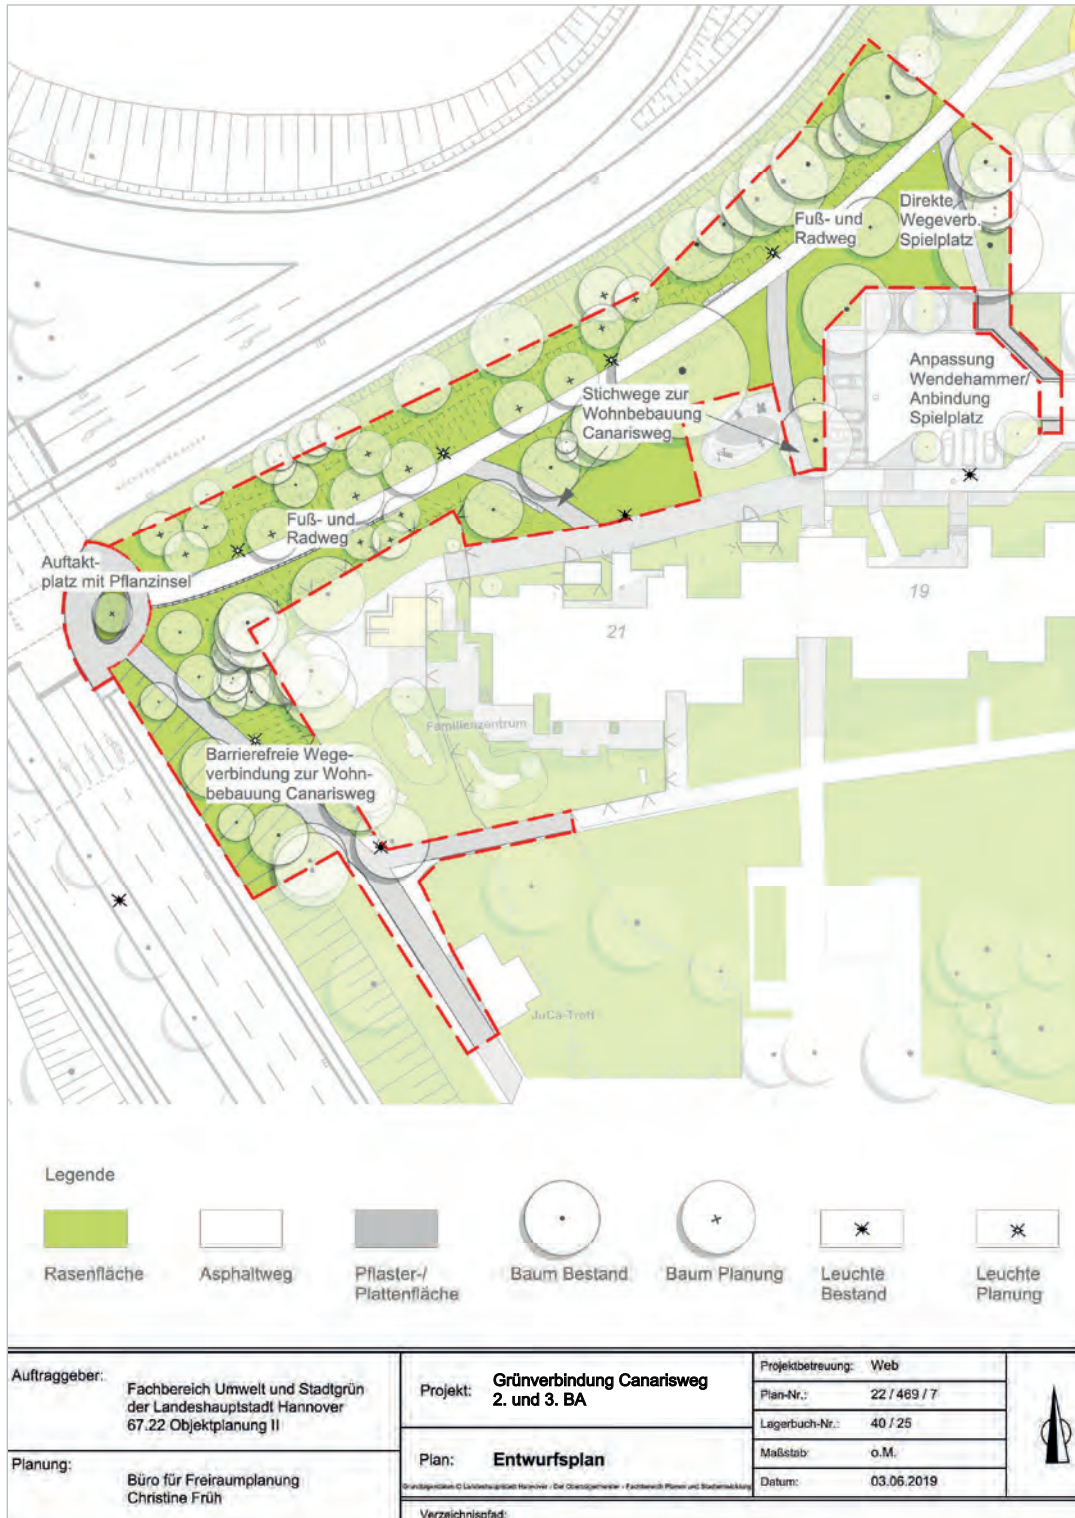 Direkte
Wegeverb.
Spielplatz
Fuß- und
Radweg
Anpassung
Wendehammer/
Anbindung
Spielplatz
Stichwege zur
Wohnbebauung
Canarisweg
Fuß- und
Radweg
Auftakt-
platz mit Pflanzinsel
19
21
Familienzentrum
Barrierefreie Wege-
verbindung zur Wohn-
bebauung Canarisweg
JuCa-Treff
Legende
Rasenfläche
Asphaltweg
Pflaster-/
Plattenfläche
Baum Bestand
Baum Planung
Leuchte
Bestand
Leuchte
Planung
Auftraggeber:
Fachbereich Umwelt und Stadtgrün
der Landeshauptstadt Hannover
67.22 Objektplanung II
Planung:
Büro für Freiraumplanung
Christine Früh
Projekt: Grünverbindung Canarisweg
2. und 3. BA
Plan: Entwurfsplan
Projektbetreuung: Web
Plan-Nr.: 22 / 469 / 7
Lagerbuch-Nr.: 40 / 25
Maßstab: o.M.
Datum: 03.06.2019
Verzeichnispfad: